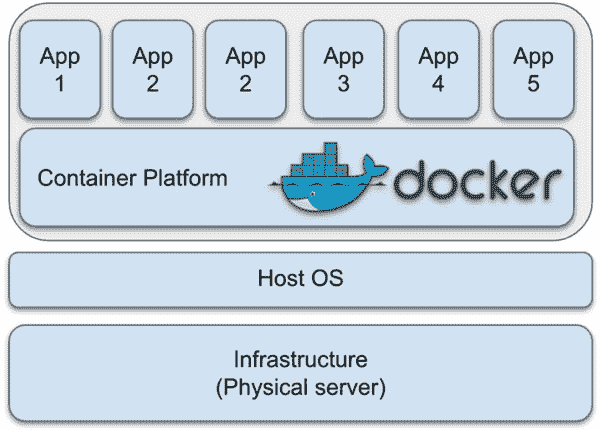 App
1
App
2
App
2
App
3
App
4
App
5
Container Platform
docker
Host OS
Infrastructure
(Physical server)